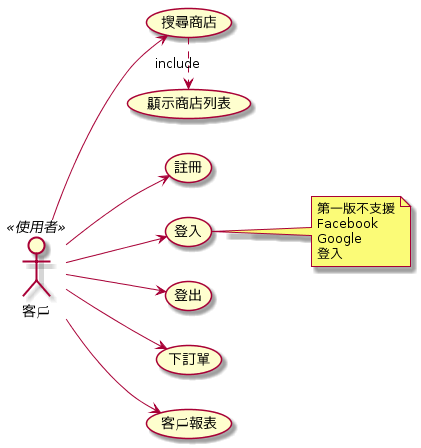 搜尋商店
include
顯示商店列表
註冊
«使用者»
登入
第一版不支援
Facebook
Google
登入
客戶
登出
下訂單
客戶報表